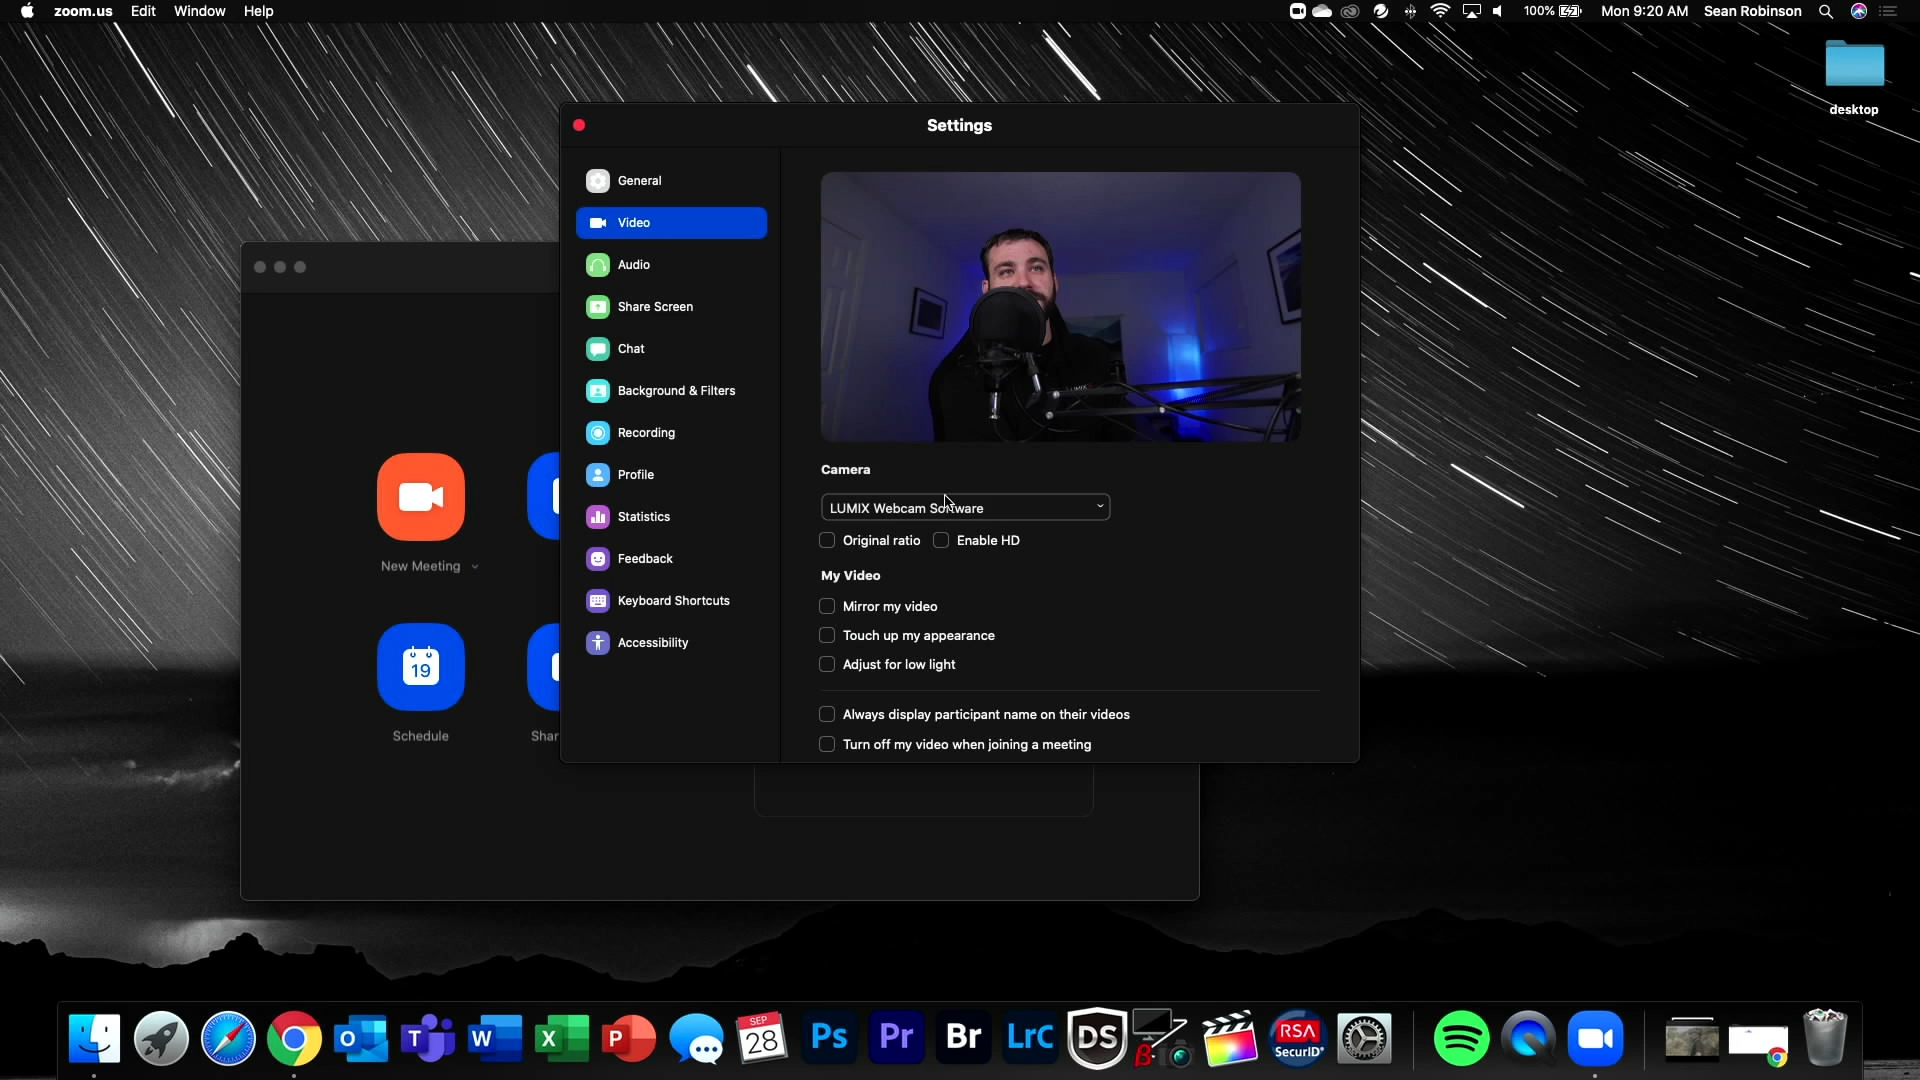 zoom.us Edit Window Help
100% Mon 9:20 AM Sean Robinson
desktop
Settings
General
Video
Audio
Share Screen
Chat
Background & Filters
Recording
Profile
Statistics
Feedback
Keyboard Shortcuts
Accessibility
LUMIX
Camera
LUMIX Webcam Software
Original ratio Enable HD
My Video
Mirror my video
Touch up my appearance
Adjust for low light
Always display participant name on their videos
Turn off my video when joining a meeting
New Meeting
19
Schedule
Shar
SEP
28
Ps
Pr
Br
LrC
DS
RSA
SecurID
O
T
W
X
P
β